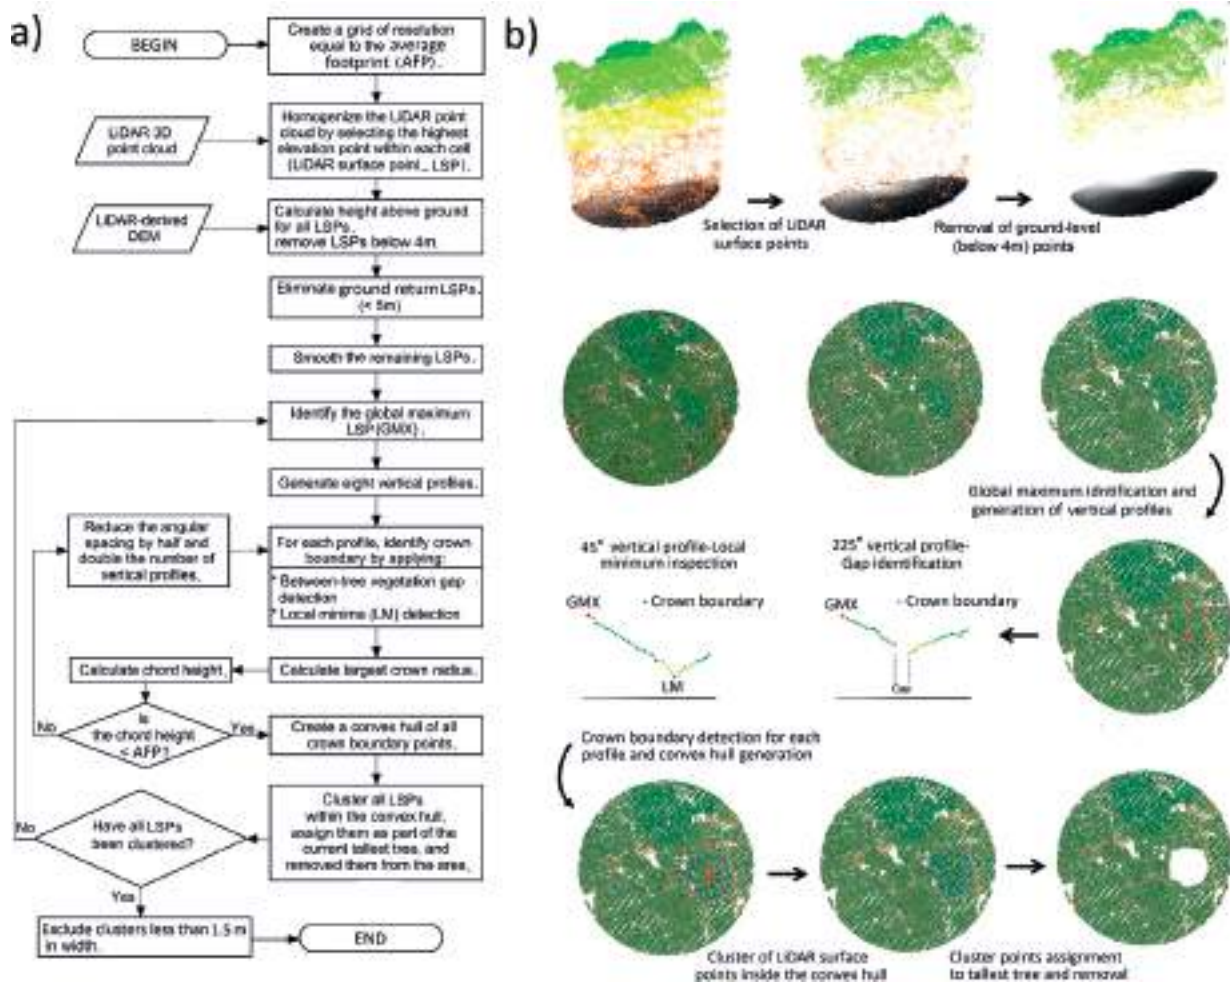 a)
BEGIN
Create a grid of resolution
equal to the average
footprint (AFP).
LiDAR 3D
point cloud
Homogenize the LiDAR point
cloud by selecting the highest
elevation point within each cell
(LiDAR surface point_ LSP).
LiDAR-derived
DEM
Calculate height above ground
for all LSPs.
remove LSPs below 4m.
Eliminate ground return LSPs.
Smooth the remaining LSPs.
Identify the global maximum
LSP(GMX).
Generate eight vertical profiles.
Reduce the angular
spacing by half and
double the number of
vertical profiles.
For each profile, identify crown
boundary by applying:
* Between-tree vegetation gap
detection
* Local minima (LM) detection
Calculate chord height.
Calculate largest crown radius.
No
Is
the chord height
< AFP?
Yes
Create a convex hull of all
crown boundary points.
No
Have all LSPs
been clustered?
Cluster all LSPs
within the convex hull,
assign them as part of the
current tallest tree, and
removed them from the area.
Yes
Exclude clusters less than 1.5 m
in width.
END
b)
Selection of LiDAR
surface points
Removal of ground-level
(below 4m) points
Global maximum idntification and
generation of vertical profiles
45° vertical profile-Local
minimum inspection
225° vertical profile-
Gap identification
GMX
Crown boundary
LM
GMX
Crown boundary
Gap
Crown boundary detection for each
profile and convex hull generation
Cluster of LiDAR surface
points inside the convex hull
Cluster points assignment
to tallest tree and removal